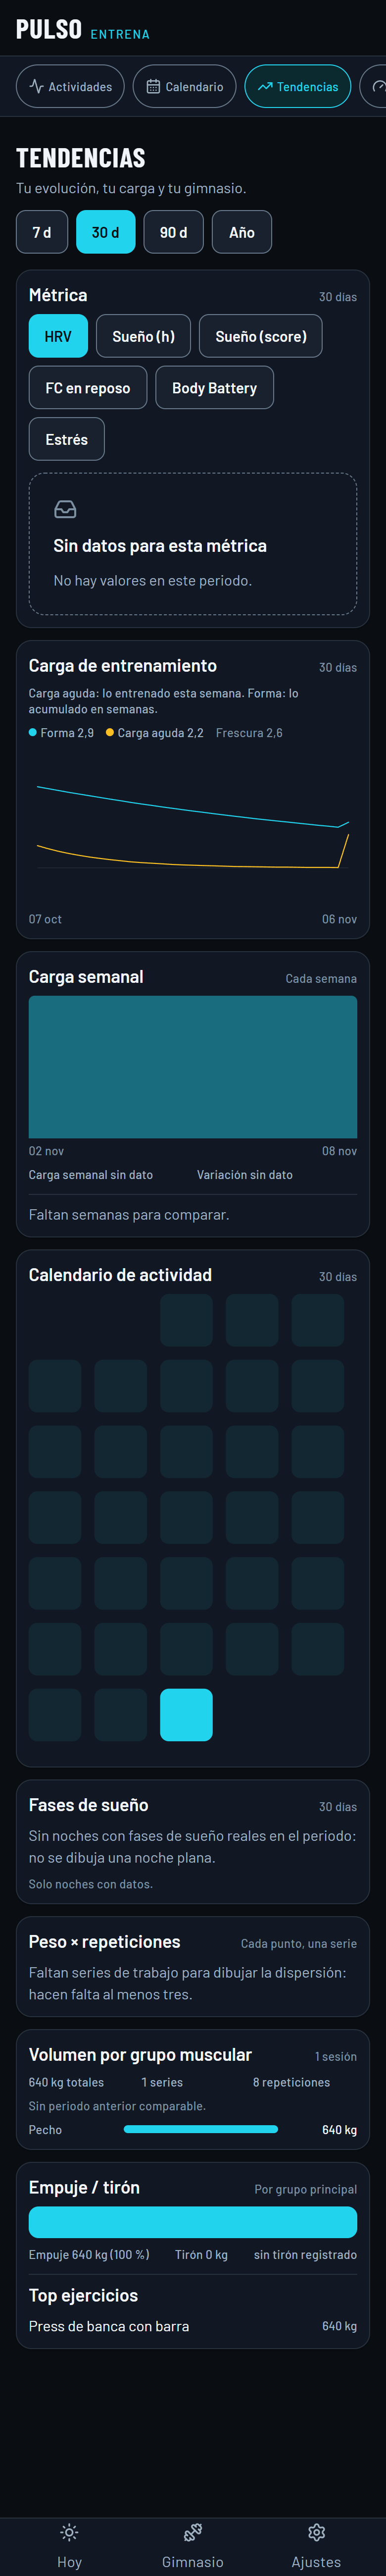 PULSO ENTRENA
Actividades Calendario Tendencias
TENDENCIAS
Tu evolución, tu carga y tu gimnasio.
7 d 30 d 90 d Año
Métrica 30 días
HRV Sueño (h) Sueño (score)
FC en reposo Body Battery
Estrés
Sin datos para esta métrica
No hay valores en este periodo.
Carga de entrenamiento 30 días
Carga aguda: lo entrenado esta semana. Forma: lo
acumulado en semanas.
Forma 2,9 Carga aguda 2,2 Frescura 2,6
07 oct 06 nov
Carga semanal Cada semana
02 nov 08 nov
Carga semanal sin dato Variación sin dato
Faltan semanas para comparar.
Calendario de actividad 30 días
Fases de sueño 30 días
Sin noches con fases de sueño reales en el periodo:
no se dibuja una noche plana.
Solo noches con datos.
Peso × repeticiones Cada punto, una serie
Faltan series de trabajo para dibujar la dispersión:
hacen falta al menos tres.
Volumen por grupo muscular 1 sesión
640 kg totales 1 series 8 repeticiones
Sin periodo anterior comparable.
Pecho 640 kg
Empuje / tirón Por grupo principal
Empuje 640 kg (100 %) Tirón 0 kg sin tirón registrado
Top ejercicios
Press de banca con barra 640 kg
Hoy Gimnasio Ajustes